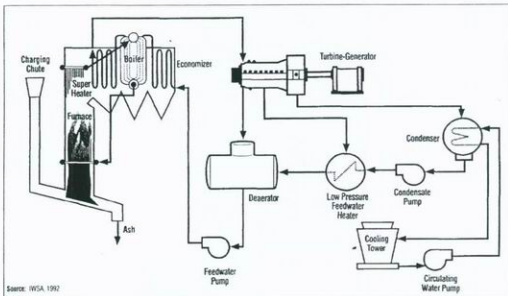 Charging
Chute
Boiler
Economizer
Super
Heater
Furnace
Ash
Turbine-Generator
Condenser
Deaerator
Low Pressure
Feedwater
Heater
Condensate
Pump
Feedwater
Pump
Cooling
Tower
Circulating
Water Pump
Source: IWSA, 1992